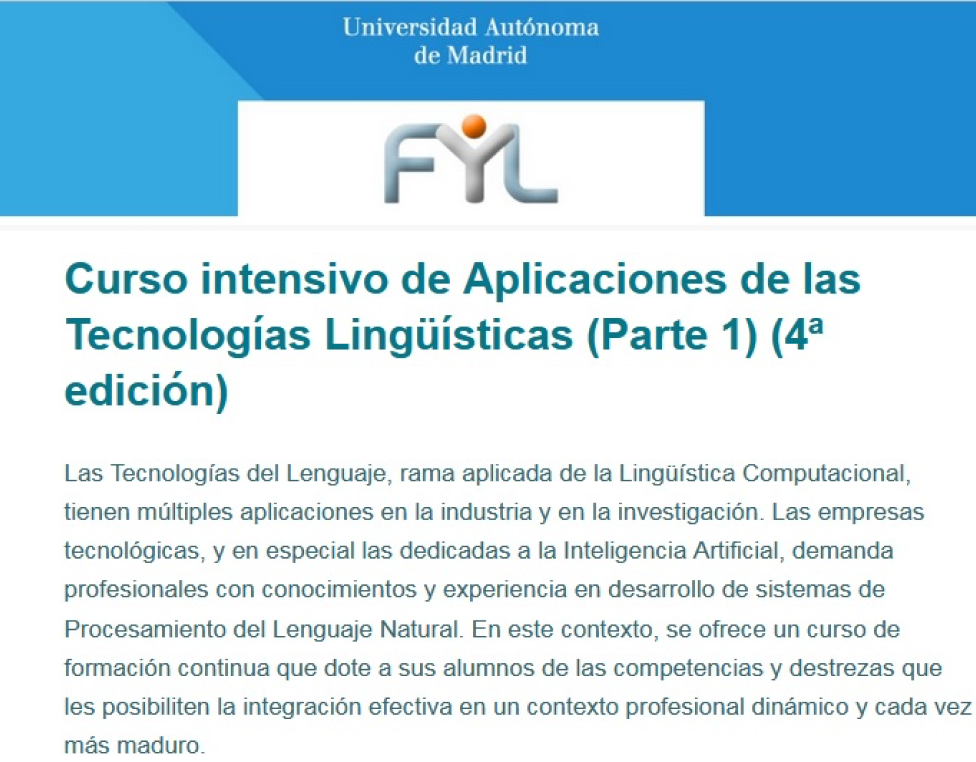 Universidad Autónoma
de Madrid
FYL
Curso intensivo de Aplicaciones de las
Tecnologías Lingüísticas (Parte 1) (4ª
edición)
Las Tecnologías del Lenguaje, rama aplicada de la Lingüística Computacional,
tienen múltiples aplicaciones en la industria y en la investigación. Las empresas
tecnológicas, y en especial las dedicadas a la Inteligencia Artificial, demanda
profesionales con conocimientos y experiencia en desarrollo de sistemas de
Procesamiento del Lenguaje Natural. En este contexto, se ofrece un curso de
formación continua que dote a sus alumnos de las competencias y destrezas que
les posibiliten la integración efectiva en un contexto profesional dinámico y cada vez
más maduro.